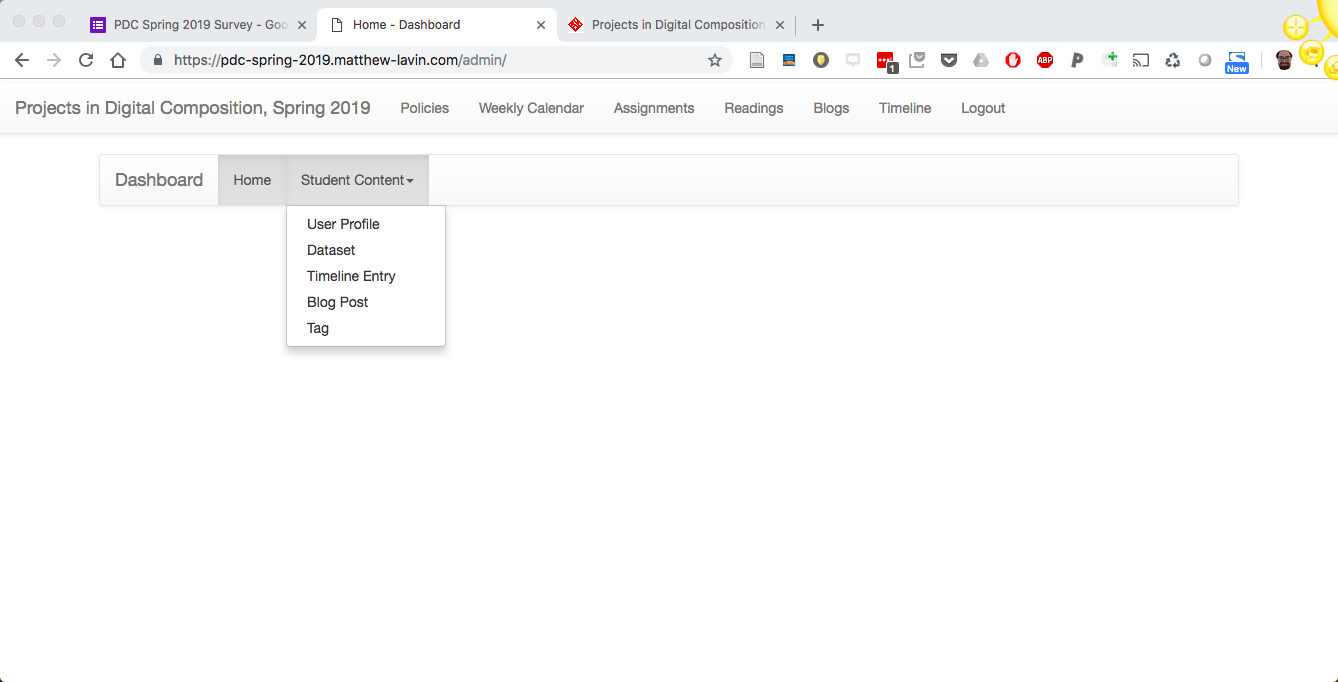 PDC Spring 2019 Survey - Goo
Home - Dashboard
Projects in Digital Composition
https://pdc-spring-2019.matthew-lavin.com/admin/
1
ABP
New
Projects in Digital Composition, Spring 2019 Policies Weekly Calendar Assignments Readings Blogs Timeline Logout
Dashboard Home Student Content
User Profile
Dataset
Timeline Entry
Blog Post
Tag